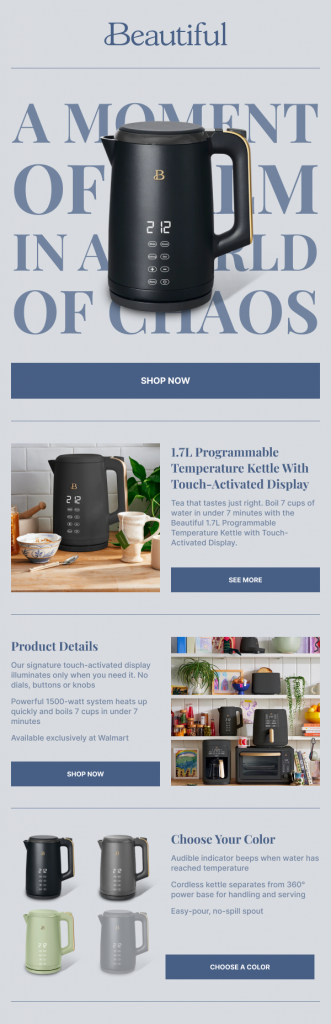 Beautiful
A MOMENT
OF CALM
IN A WORLD
OF CHAOS
B
212
SHOP NOW
1.7L Programmable
Temperature Kettle With
Touch-Activated Display
Tea that tastes just right. Boil 7 cups of
water in under 7 minutes with the
Beautiful 1.7L Programmable
Temperature Kettle with Touch-
Activated Display.
SEE MORE
Product Details
Our signature touch-activated display
illuminates only when you need it. No
dials, buttons or knobs
Powerful 1500-watt system heats up
quickly and boils 7 cups in under 7
minutes
Available exclusively at Walmart
SHOP NOW
Choose Your Color
Audible indicator beeps when water has
reached temperature
Cordless kettle separates from 360°
power base for handling and serving
Easy-pour, no-spill spout
CHOOSE A COLOR